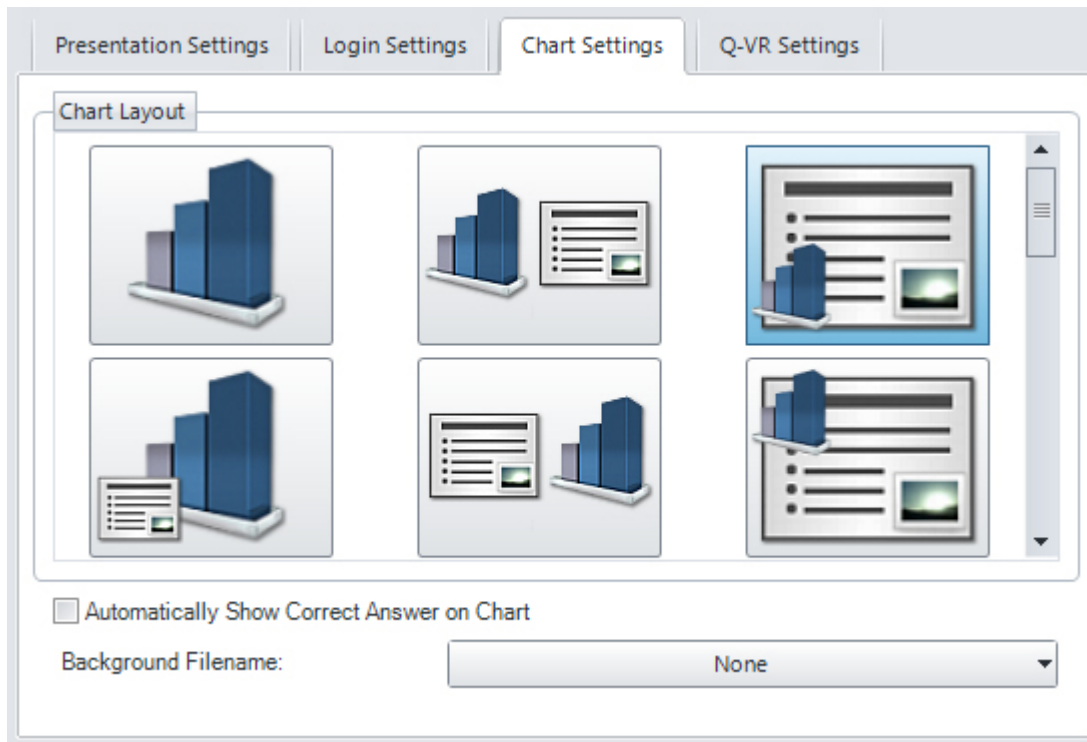 Presentation Settings
Login Settings
Chart Settings
Q-VR Settings
Chart Layout
Automatically Show Correct Answer on Chart
Background Filename:
None